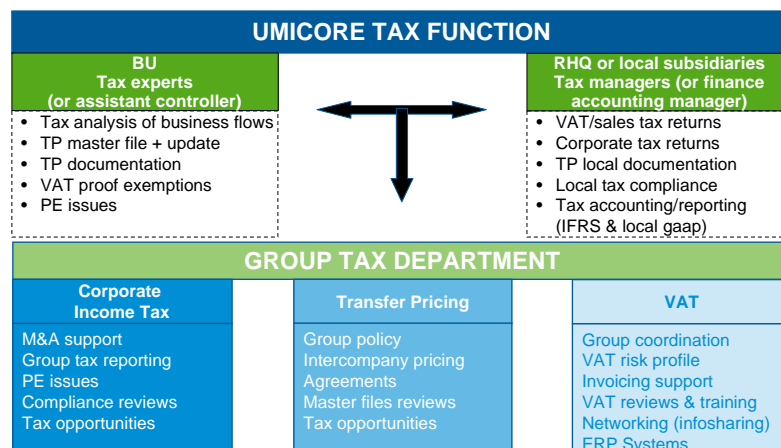 UMICORE TAX FUNCTION
BU
Tax experts
(or assistant controller)
• Tax analysis of business flows
• TP master file + update
• TP documentation
• VAT proof exemptions
• PE issues
RHQ or local subsidiaries
Tax managers (or finance
accounting manager)
• VAT/sales tax returns
• Corporate tax returns
• TP local documentation
• Local tax compliance
• Tax accounting/reporting
(IFRS & local gaap)
GROUP TAX DEPARTMENT
Corporate
Income Tax
M&A support
Group tax reporting
PE issues
Compliance reviews
Tax opportunities
Transfer Pricing
Group policy
Intercompany pricing
Agreements
Master files reviews
Tax opportunities
VAT
Group coordination
VAT risk profile
Invoicing support
VAT reviews & training
Networking (infosharing)
ERP Systems